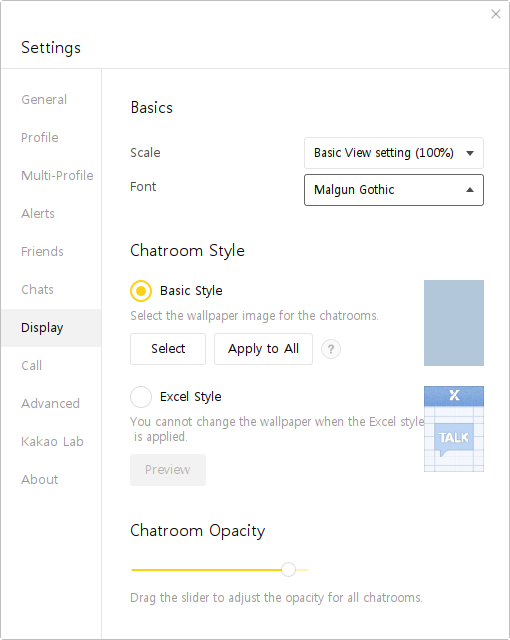 Settings
General
Profile
Multi-Profile
Alerts
Friends
Chats
Display
Call
Advanced
Kakao Lab
About
Basics
Scale
Basic View setting (100%)
Font
Malgun Gothic
Chatroom Style
Basic Style
Select the wallpaper image for the chatrooms.
Select
Apply to All
?
Excel Style
You cannot change the wallpaper when the Excel style
is applied.
X
TALK
Preview
Chatroom Opacity
Drag the slider to adjust the opacity for all chatrooms.